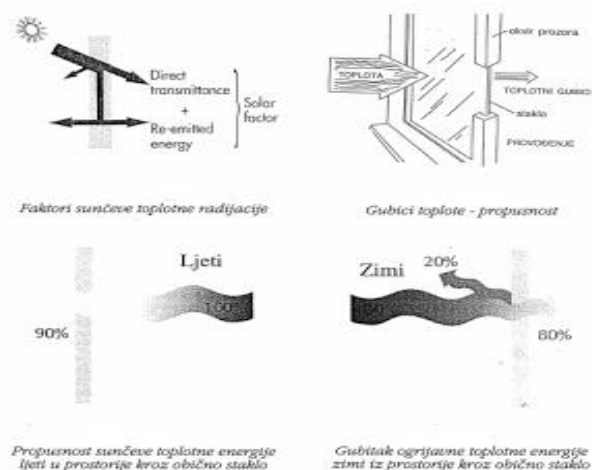 Direct
transmittance
+
Re-emitted
energy
Solar
factor
Faktori sunčeve toplotne radijacije
okvir prozora
TOPLOTA
TOPLOTNI GUBICI
staklo
PROVOĐENJE
Gubici toplote - propusnost
Ljeti
100%
90%
Propusnost sunčeve toplotne energije
ljeti u prostorije kroz obično staklo
Zimi
20%
80%
Gubitak ogrijavne toplotne energije
zimi iz prostorije kroz obično staklo